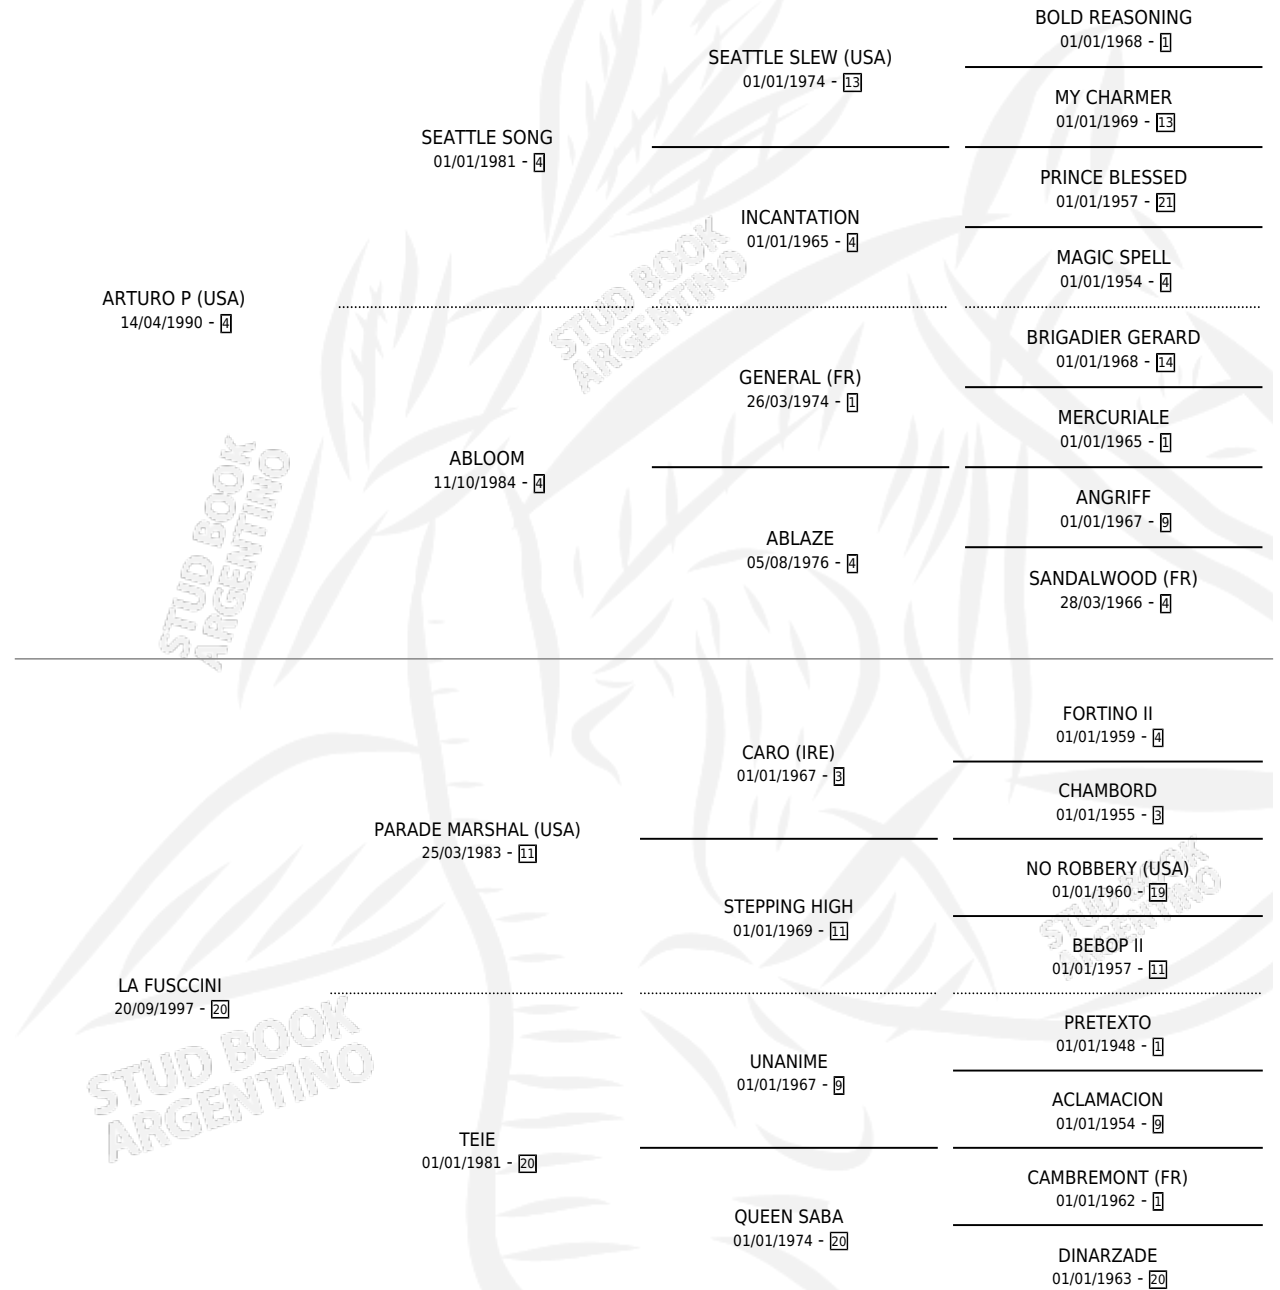 BOLD REASONING
01/01/1968 - 1
SEATTLE SLEW (USA)
01/01/1974 - 13
MY CHARMER
01/01/1969 - 13
SEATTLE SONG
01/01/1981 - 4
PRINCE BLESSED
01/01/1957 - 21
INCANTATION
01/01/1965 - 4
MAGIC SPELL
01/01/1954 - 4
ARTURO P (USA)
14/04/1990 - 4
STUD BOOK
ARGENTINO
BRIGADIER GERARD
01/01/1968 - 14
GENERAL (FR)
26/03/1974 - 1
MERCURIALE
01/01/1965 - 1
ABLOOM
11/10/1984 - 4
ANGRIFF
01/01/1967 - 9
ABLAZE
05/08/1976 - 4
SANDALWOOD (FR)
28/03/1966 - 4
STUD BOOK
ARGENTINO
FORTINO II
01/01/1959 - 4
CARO (IRE)
01/01/1967 - 3
CHAMBORD
01/01/1955 - 3
PARADE MARSHAL (USA)
25/03/1983 - 11
NO ROBBERY (USA)
01/01/1960 - 19
STEPPING HIGH
01/01/1969 - 11
BEBOP II
01/01/1957 - 11
STUD BOOK
ARGENTINO
LA FUSCCINI
20/09/1997 - 20
PRETEXTO
01/01/1948 - 1
UNANIME
01/01/1967 - 9
ACLAMACION
01/01/1954 - 9
STUD BOOK
ARGENTINO
TEIE
01/01/1981 - 20
CAMBREMONT (FR)
01/01/1962 - 1
QUEEN SABA
01/01/1974 - 20
DINARZADE
01/01/1963 - 20